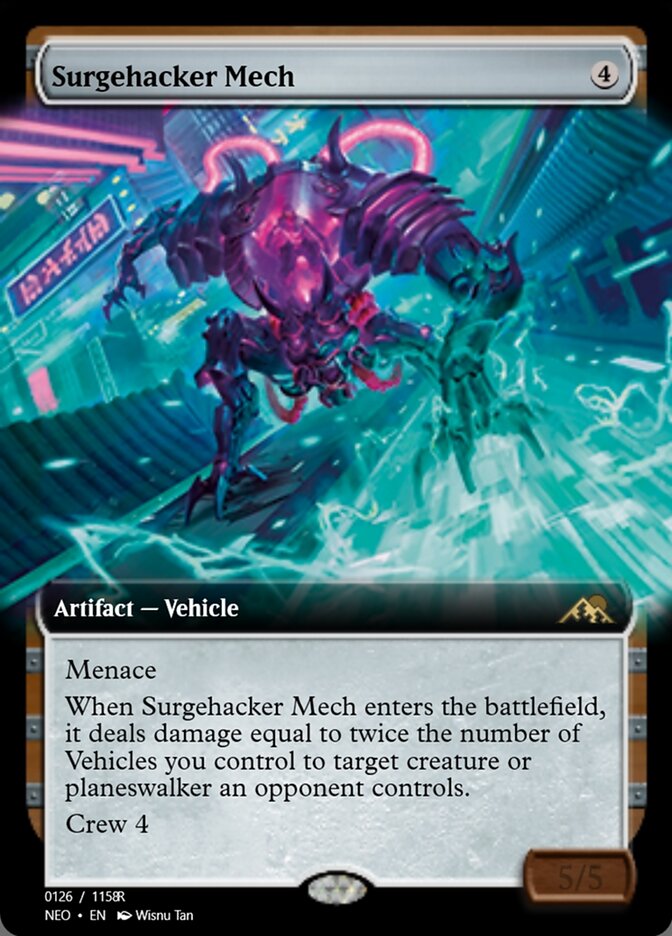 Surgehacker Mech
4
Artifact — Vehicle
Menace
When Surgehacker Mech enters the battlefield,
it deals damage equal to twice the number of
Vehicles you control to target creature or
planeswalker an opponent controls.
Crew 4
5/5
0126 / 1158R
NEO • EN Wisnu Tan